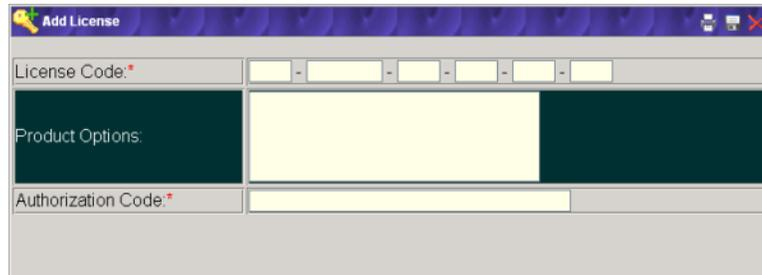 Add License
License Code:*
- - - - -
Product Options:
Authorization Code:*